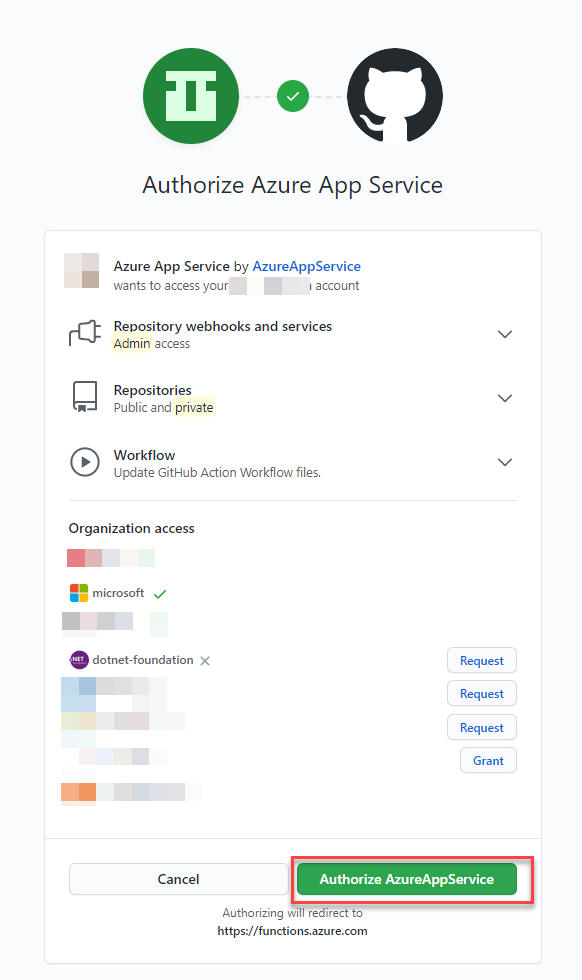 Authorize Azure App Service
Azure App Service by AzureAppService
wants to access your account
Repository webhooks and services
Admin access
Repositories
Public and private
Workflow
Update GitHub Action Workflow files.
Organization access
microsoft
.NET dotnet-foundation Request
Request
Request
Grant
Cancel Authorize AzureAppService
Authorizing will redirect to
https://functions.azure.com